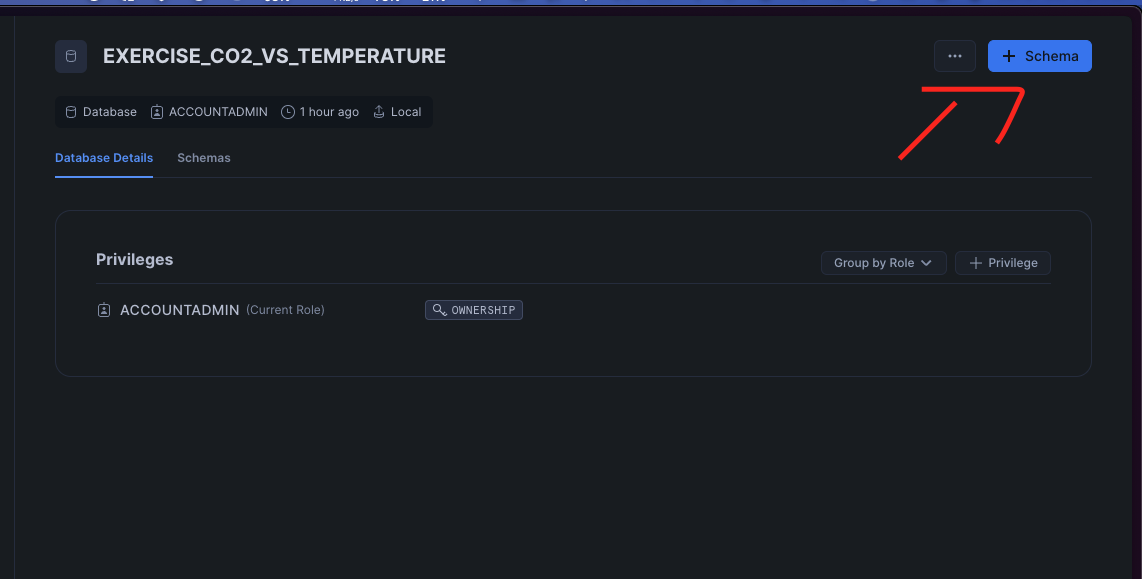 EXERCISE_CO2_VS_TEMPERATURE
··· + Schema
Database ACCOUNTADMIN 1 hour ago Local
Database Details Schemas
Privileges
Group by Role + Privilege
ACCOUNTADMIN (Current Role) OWNERSHIP